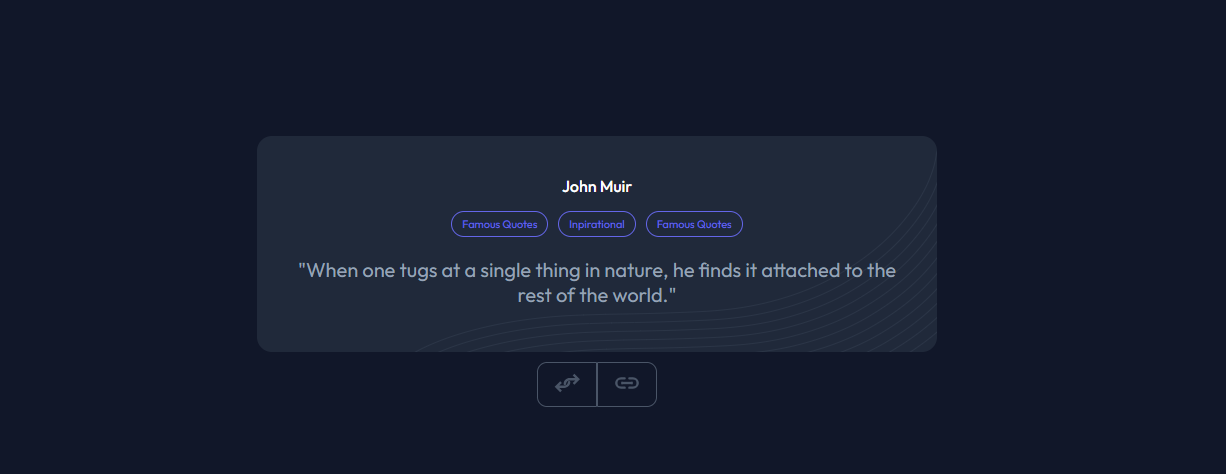 John Muir
Famous Quotes
Inpirational
Famous Quotes
"When one tugs at a single thing in nature, he finds it attached to the
rest of the world."